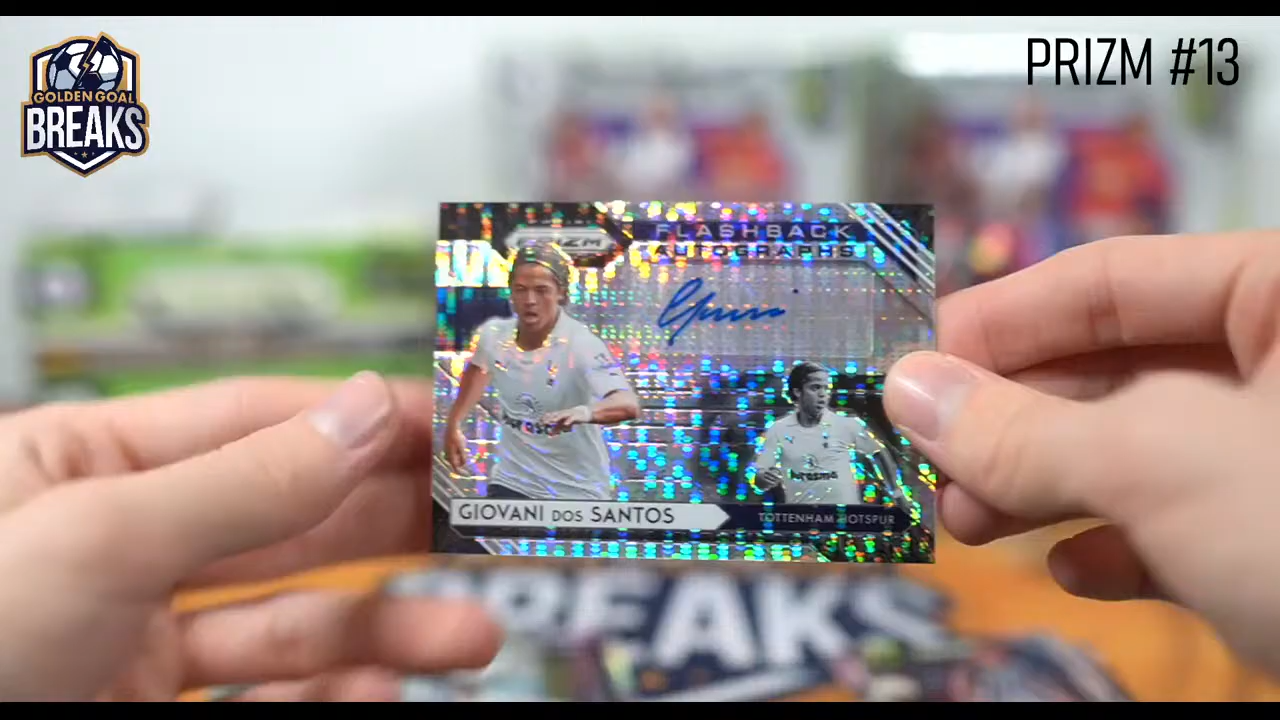 GOLDEN GOAL
BREAKS
PRIZM #13
PRIZM
FLASHBACK
AUTOGRAPHS
GIOVANI DOS SANTOS
TOTTENHAM HOTSPUR
BREAKS